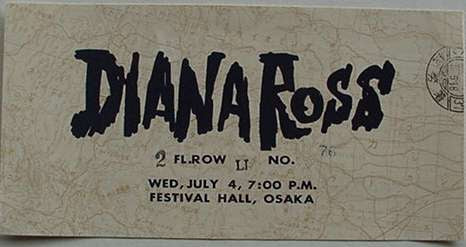 DIANA ROSS
2 FL.ROW LI NO. 76
WED, JULY 4, 7:00 P.M.
FESTIVAL HALL, OSAKA